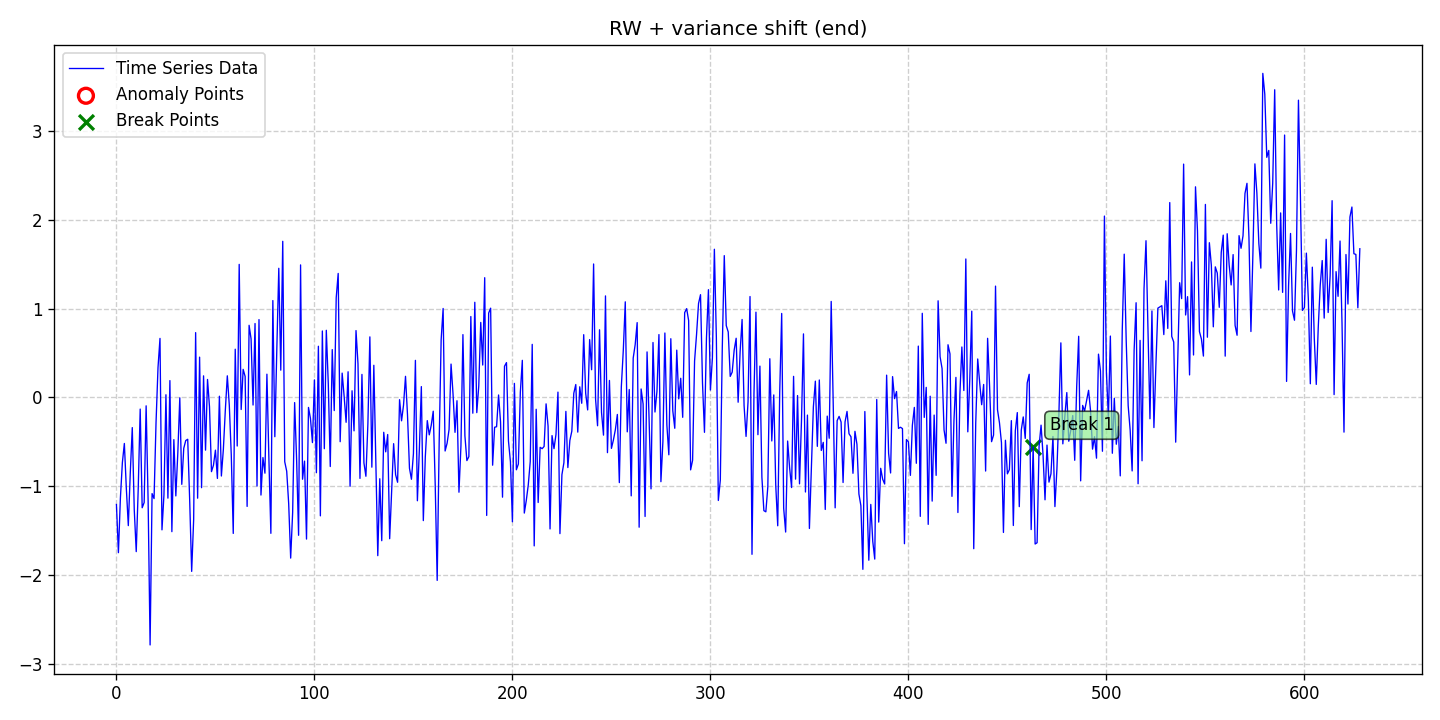 RW + variance shift (end)
Time Series Data
Anomaly Points
Break Points
Break 1
3
2
1
0
−1
−2
−3
0 100 200 300 400 500 600